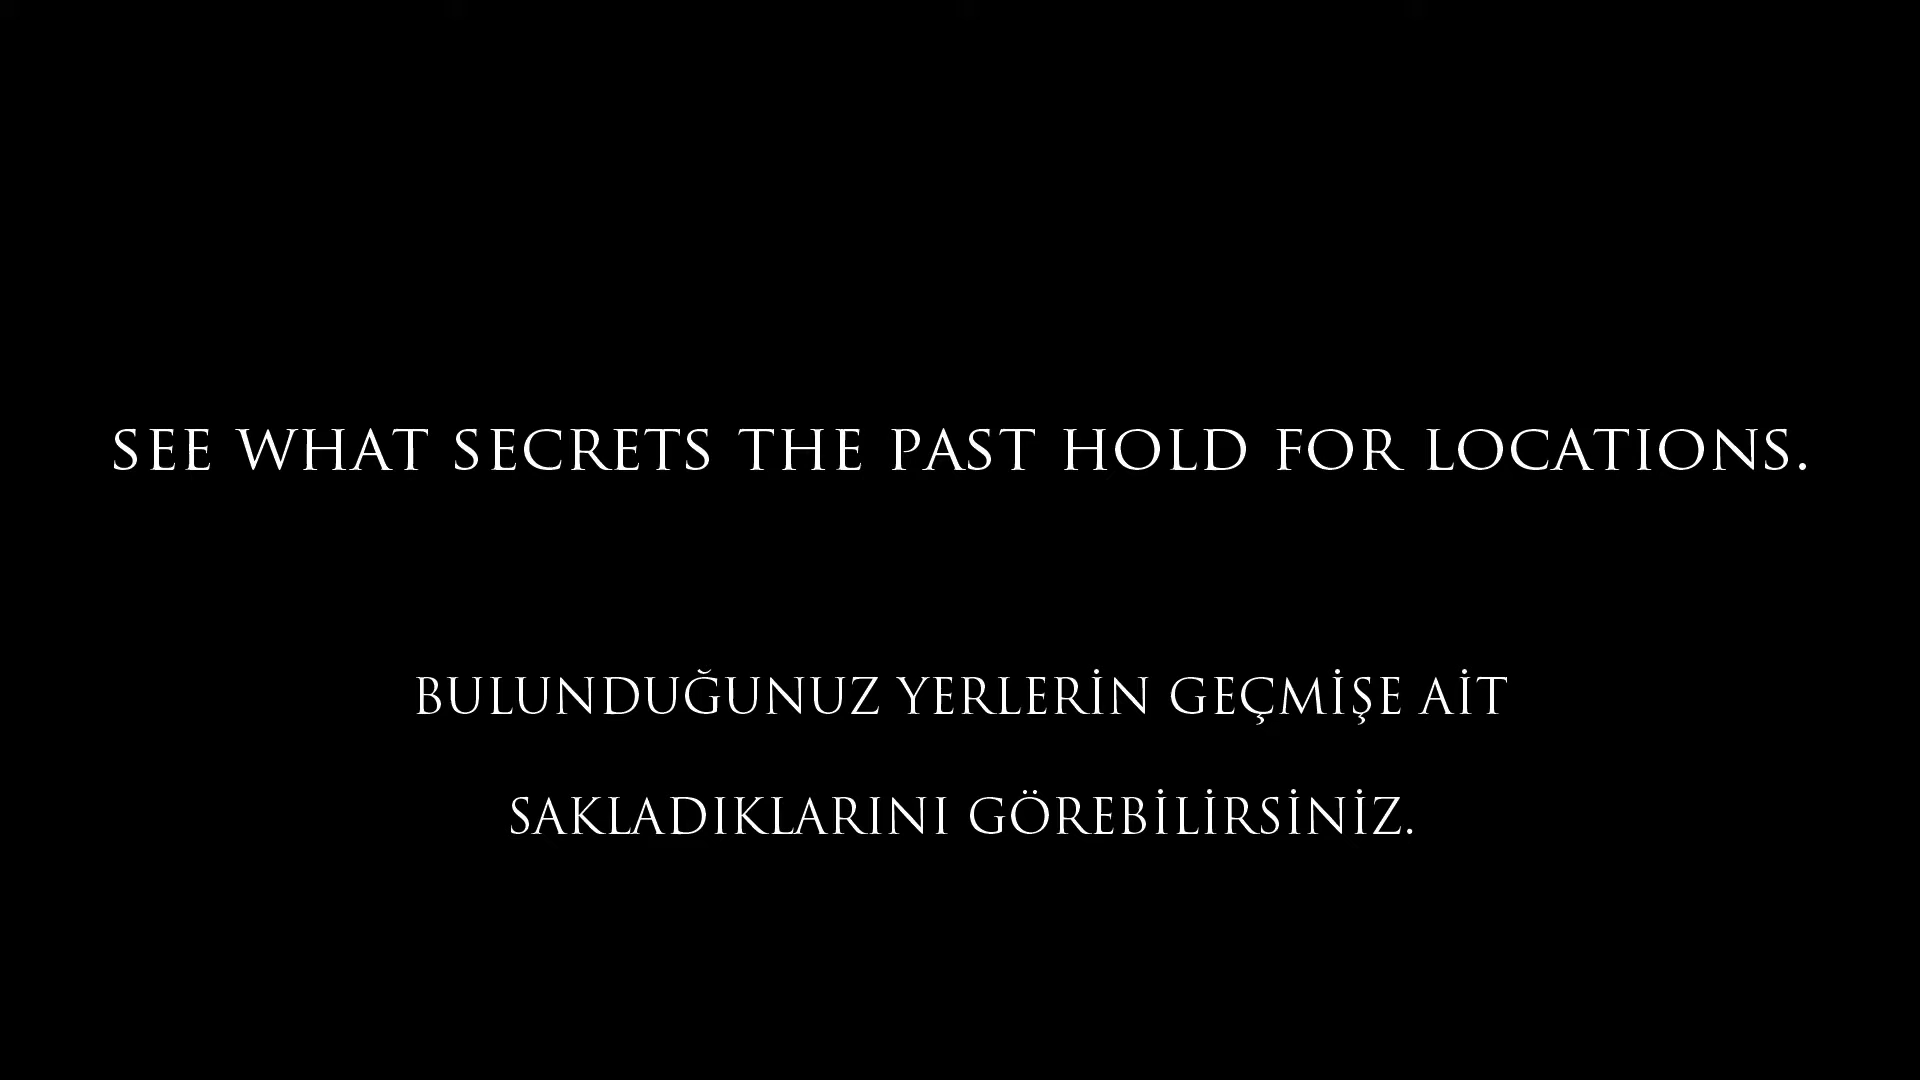 SEE WHAT SECRETS THE PAST HOLD FOR LOCATIONS.
BULUNDUĞUNUZ YERLERİN GEÇMİŞE AİT
SAKLADIKLARINI GÖREBİLİRSİNİZ.